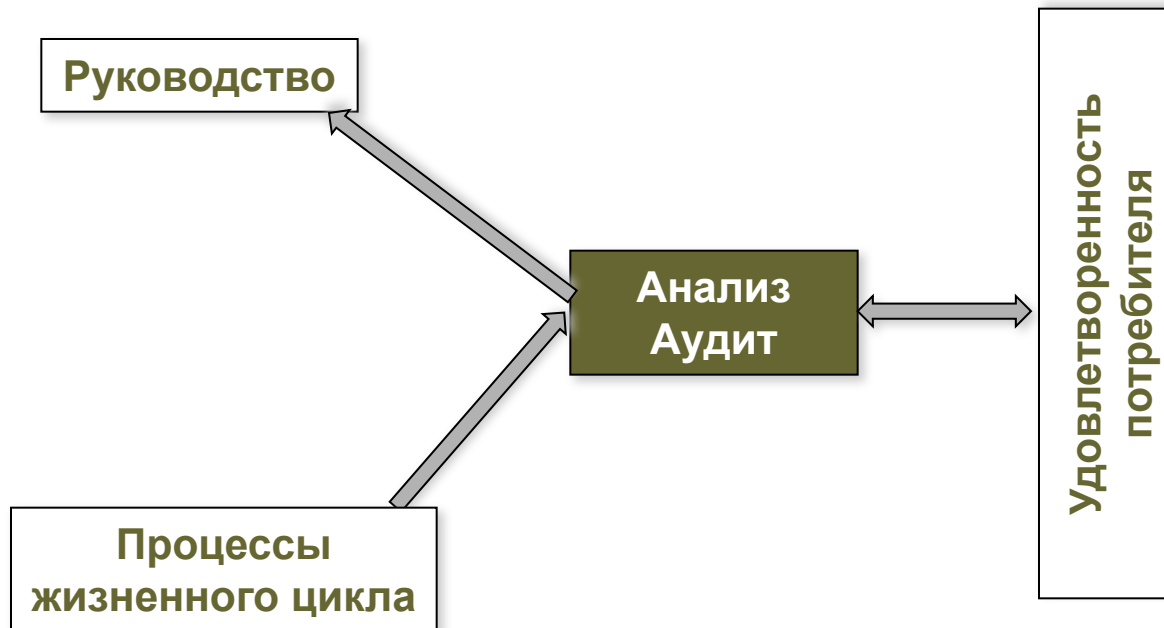 Руководство
Анализ
Аудит
Удовлетворенность
потребителя
Процессы
жизненного цикла